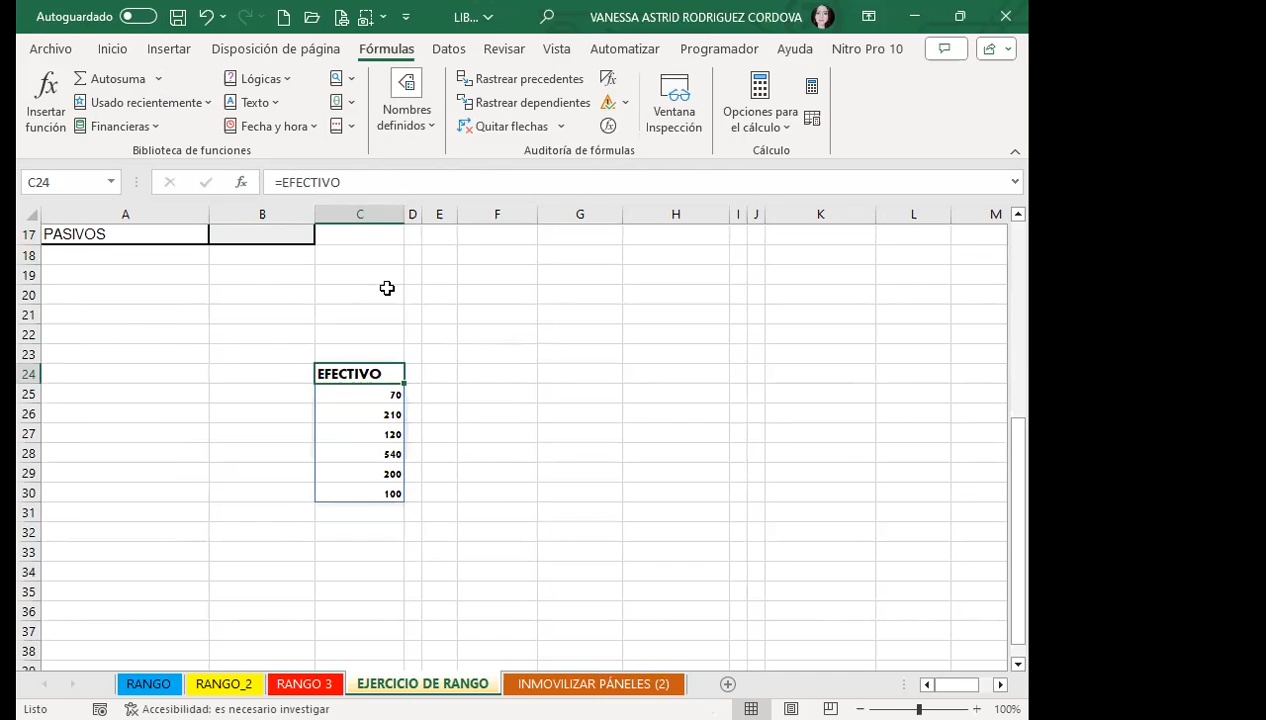 Autoguardado
LIB...
VANESSA ASTRID RODRIGUEZ CORDOVA
Archivo Inicio Insertar Disposición de página Fórmulas Datos Revisar Vista Automatizar Programador Ayuda Nitro Pro 10
Insertar función
Autosuma
Usado recientemente
Financieras
Lógicas
Texto
Fecha y hora
Biblioteca de funciones
Nombres definidos
Rastrear precedentes
Rastrear dependientes
Quitar flechas
Ventana Inspección
Auditoría de fórmulas
Opciones para el cálculo
Cálculo
C24
fx
=EFECTIVO
A B C D E F G H I J K L M
17 PASIVOS
18
19
20
21
22
23
24 EFECTIVO
25 70
26 210
27 120
28 540
29 200
30 100
31
32
33
34
35
36
37
38
RANGO RANGO_2 RANGO 3 EJERCICIO DE RANGO INMOVILIZAR PÁNELES (2)
Listo Accesibilidad: es necesario investigar 100%